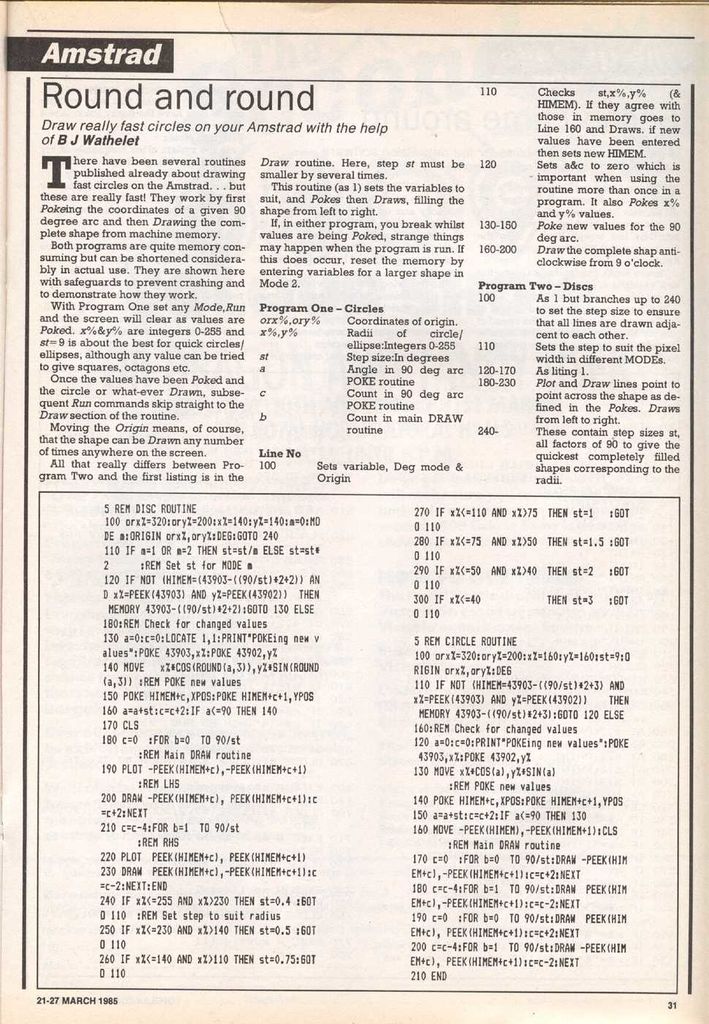 Amstrad
Round and round
Draw really fast circles on your Amstrad with the help
of B J Wathelet
There have been several routines
published already about drawing
fast circles on the Amstrad. . . but
these are really fast! They work by first
Pokeing the coordinates of a given 90
degree arc and then Drawing the com-
plete shape from machine memory.
Both programs are quite memory con-
suming but can be shortened considera-
bly in actual use. They are shown here
with safeguards to prevent crashing and
to demonstrate how they work.
With Program One set any Mode,Run
and the screen will clear as values are
Poked. x%&y% are integers 0-255 and
st=9 is about the best for quick circles/
ellipses, although any value can be tried
to give squares, octagons etc.
Once the values have been Poked and
the circle or what-ever Drawn, subse-
quent Run commands skip straight to the
Draw section of the routine.
Moving the Origin means, of course,
that the shape can be Drawn any number
of times anywhere on the screen.
All that really differs between Pro-
gram Two and the first listing is in the
Draw routine. Here, step st must be
smaller by several times.
This routine (as 1) sets the variables to
suit, and Pokes then Draws, filling the
shape from left to right.
If, in either program, you break whilst
values are being Poked, strange things
may happen when the program is run. If
this does occur, reset the memory by
entering variables for a larger shape in
Mode 2.
Program One – Circles
orx%,ory% Coordinates of origin.
x%,y% Radii of circle/
ellipse:Integers 0-255
st Step size:In degrees
a Angle in 90 deg arc
POKE routine
c Count in 90 deg arc
POKE routine
b Count in main DRAW
routine
Line No
100 Sets variable, Deg mode &
Origin
110 Checks st,x%,y% (&
HIMEM). If they agree with
those in memory goes to
Line 160 and Draws. if new
values have been entered
then sets new HIMEM.
120 Sets a&c to zero which is
important when using the
routine more than once in a
program. It also Pokes x%
and y% values.
130-150 Poke new values for the 90
deg arc.
160-200 Draw the complete shap anti-
clockwise from 9 o'clock.
Program Two – Discs
100 As 1 but branches up to 240
to set the step size to ensure
that all lines are drawn adja-
cent to each other.
110 Sets the step to suit the pixel
width in different MODEs.
120-170 As liting 1.
180-230 Plot and Draw lines point to
point across the shape as de-
fined in the Pokes. Draws
from left to right.
240- These contain step sizes st,
all factors of 90 to give the
quickest completely filled
shapes corresponding to the
radii.
5 REM DISC ROUTINE
100 orx%=320:ory%=200:x%=140:y%=140:m=0:MO
DE m:ORIGIN orx%,ory%:DEG:GOTO 240
110 IF m=1 OR m=2 THEN st=st/m ELSE st=st*
2 :REM Set st for MODE m
120 IF NOT (HIMEM=(43903-((90/st)*2+2)) AN
D x%=PEEK(43903) AND y%=PEEK(43902)) THEN
MEMORY 43903-((90/st)*2+2):GOTO 130 ELSE
180:REM Check for changed values
130 a=0:c=0:LOCATE 1,1:PRINT"POKEing new v
alues":POKE 43903,x%:POKE 43902,y%
140 MOVE x%*COS(ROUND(a,3)),y%*SIN(ROUND
(a,3)) :REM POKE new values
150 POKE HIMEM+c,XPOS:POKE HIMEM+c+1,YPOS
160 a=a+st:c=c+2:IF a<=90 THEN 140
170 CLS
180 c=0 :FOR b=0 TO 90/st
:REM Main DRAW routine
190 PLOT -PEEK(HIMEM+c),-PEEK(HIMEM+c+1)
:REM LHS
200 DRAW -PEEK(HIMEM+c), PEEK(HIMEM+c+1):c
=c+2:NEXT
210 c=c-4:FOR b=1 TO 90/st
:REM RHS
220 PLOT PEEK(HIMEM+c), PEEK(HIMEM+c+1)
230 DRAW PEEK(HIMEM+c),-PEEK(HIMEM+c+1):c
=c-2:NEXT:END
240 IF x%<=255 AND x%>230 THEN st=0.4 :GOT
O 110 :REM Set step to suit radius
250 IF x%<=230 AND x%>140 THEN st=0.5 :GOT
O 110
260 IF x%<=140 AND x%>110 THEN st=0.75:GOT
O 110
270 IF x%<=110 AND x%>75 THEN st=1 :GOT
O 110
280 IF x%<=75 AND x%>50 THEN st=1.5 :GOT
O 110
290 IF x%<=50 AND x%>40 THEN st=2 :GOT
O 110
300 IF x%<=40 THEN st=3 :GOT
O 110
5 REM CIRCLE ROUTINE
100 orx%=320:ory%=200:x%=160:y%=160:st=9:O
RIGIN orx%,ory%:DEG
110 IF NOT (HIMEM=43903-((90/st)*2+3) AND
x%=PEEK(43903) AND y%=PEEK(43902)) THEN
MEMORY 43903-((90/st)*2+3):GOTO 120 ELSE
160:REM Check for changed values
120 a=0:c=0:PRINT"POKEing new values":POKE
43903,x%:POKE 43902,y%
130 MOVE x%*COS(a),y%*SIN(a)
:REM POKE new values
140 POKE HIMEM+c,XPOS:POKE HIMEM+c+1,YPOS
150 a=a+st:c=c+2:IF a<=90 THEN 130
160 MOVE -PEEK(HIMEM),-PEEK(HIMEM+1):CLS
:REM Main DRAW routine
170 c=0 :FOR b=0 TO 90/st:DRAW -PEEK(HIM
EM+c),-PEEK(HIMEM+c+1):c=c+2:NEXT
180 c=c-4:FOR b=1 TO 90/st:DRAW PEEK(HIM
EM+c),-PEEK(HIMEM+c+1):c=c-2:NEXT
190 c=0 :FOR b=0 TO 90/st:DRAW PEEK(HIM
EM+c), PEEK(HIMEM+c+1):c=c+2:NEXT
200 c=c-4:FOR b=1 TO 90/st:DRAW -PEEK(HIM
EM+c), PEEK(HIMEM+c+1):c=c-2:NEXT
210 END
21-27 MARCH 1985
31